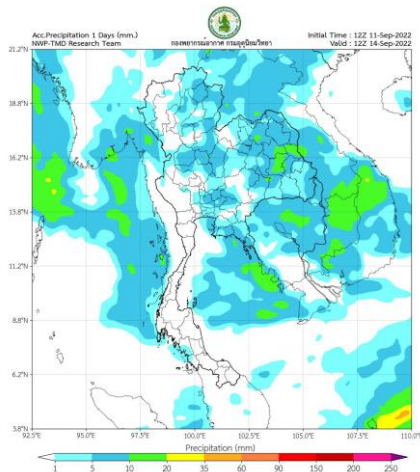 Acc.Precipitation 1 Days (mm.)
NWP-TMD Research Team
กองพยากรณ์อากาศ กรมอุตุนิยมวิทยา
Initial Time : 12Z 11-Sep-2022
Valid : 12Z 14-Sep-2022
21.2°N
18.8°N
16.2°N
13.8°N
11.2°N
8.8°N
6.2°N
5.8°N
92.5°E 95.0°E 97.5°E 100.0°E 102.5°E 105.0°E 107.5°E 110.0°E
Precipitation (mm)
1 5 10 20 35 60 90 150 200 250